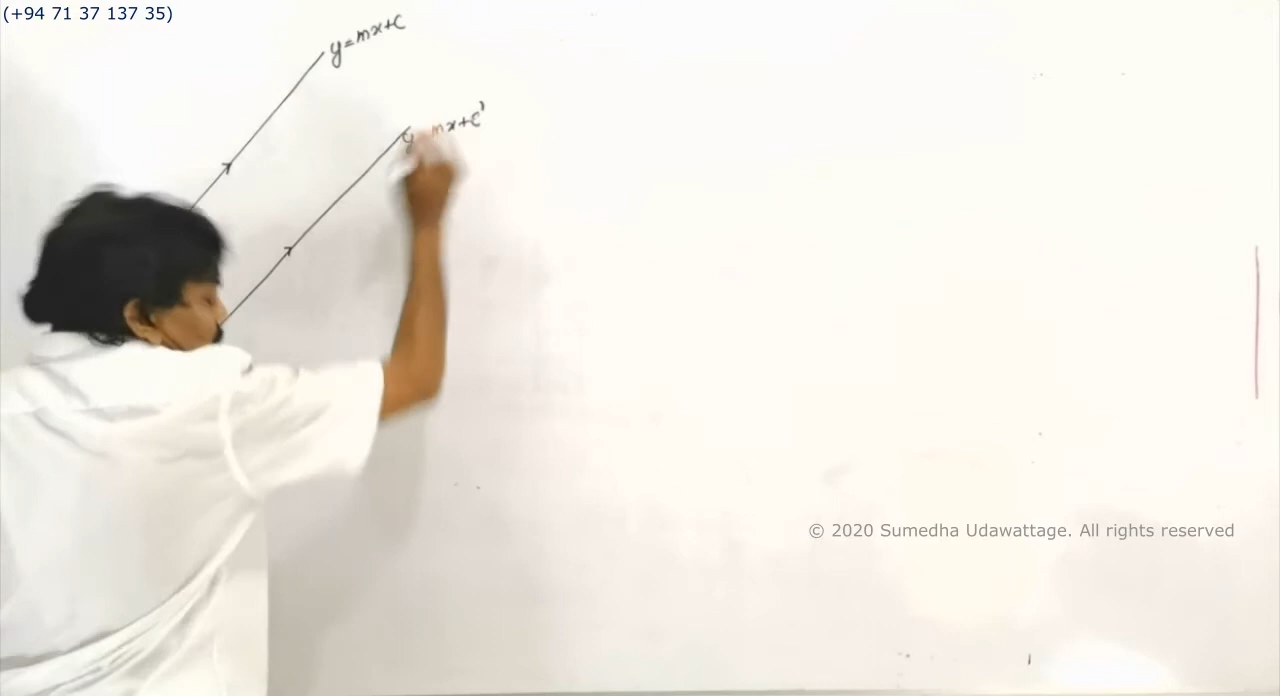 (+94 71 37 137 35)
y=mx+c
y mx+c'
© 2020 Sumedha Udawattage. All rights reserved